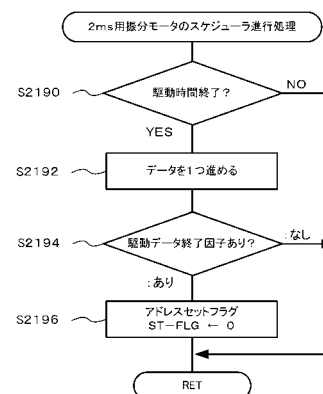 2ms用振分モータのスケジューラ進行処理
S2190
駆動時間終了?
NO
YES
S2192
データを1つ進める
S2194
駆動データ終了因子あり?
:なし
:あり
S2196
アドレスセットフラグ
ST-FLG ← 0
RET